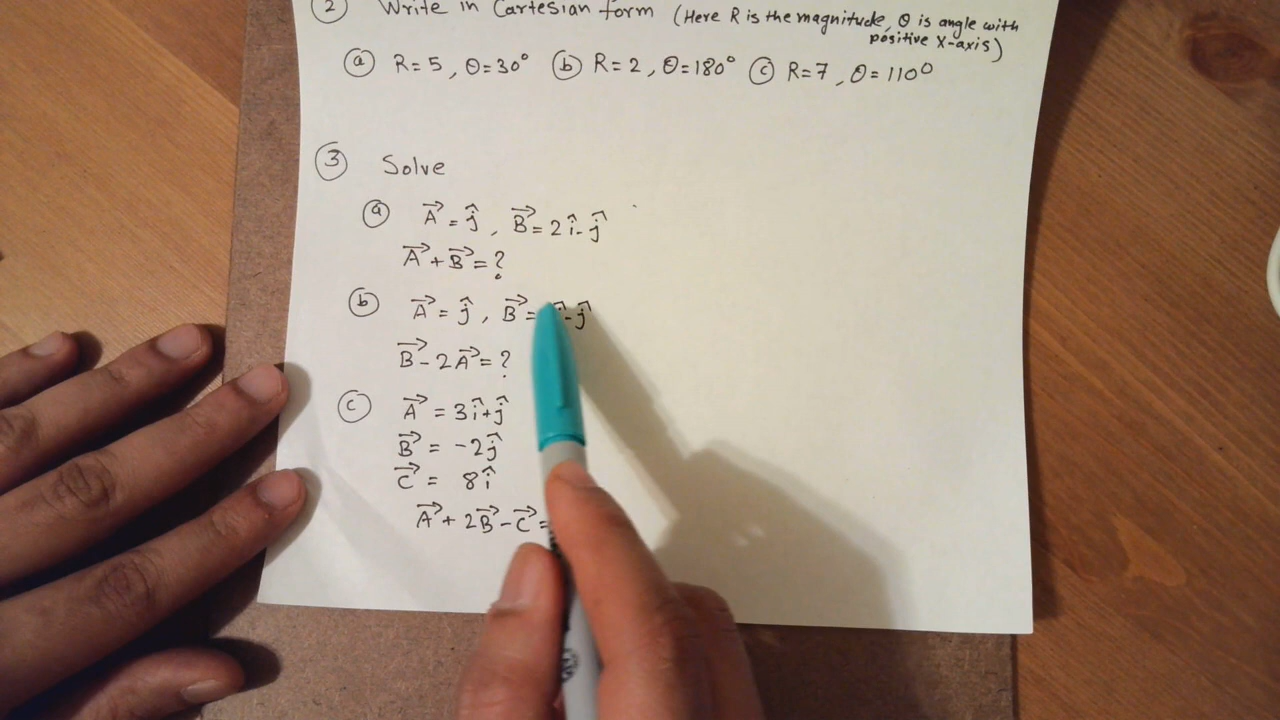 ② Write in Cartesian form (Here R is the magnitude, θ is angle with
positive X-axis)
ⓐ R=5, θ=30° ⓑ R=2, θ=180° ⓒ R=7, θ=110°
③ Solve
ⓐ A⃗ = ĵ, B⃗ = 2î-ĵ
A⃗+B⃗=?
ⓑ A⃗ = ĵ, B⃗ = î-ĵ
B⃗-2A⃗=?
ⓒ A⃗ = 3î+ĵ
B⃗ = -2ĵ
C⃗ = 8î
A⃗+2B⃗-C⃗=